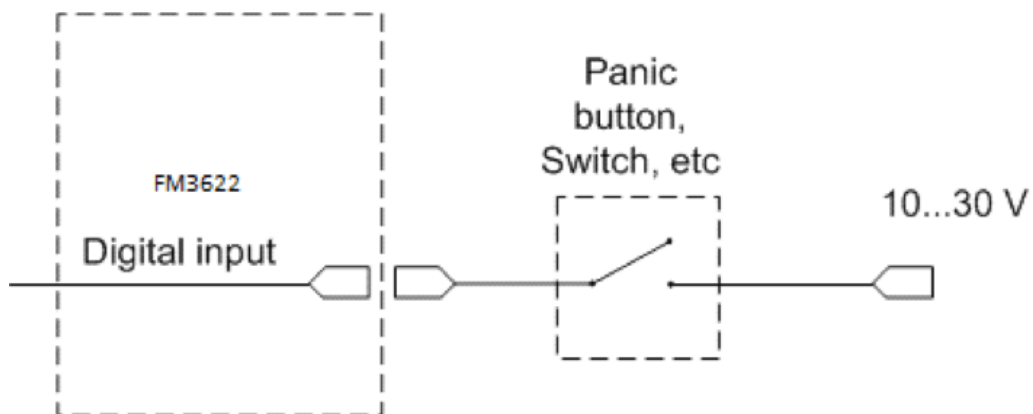 Panic
button,
Switch, etc
FM3622
10...30 V
Digital input